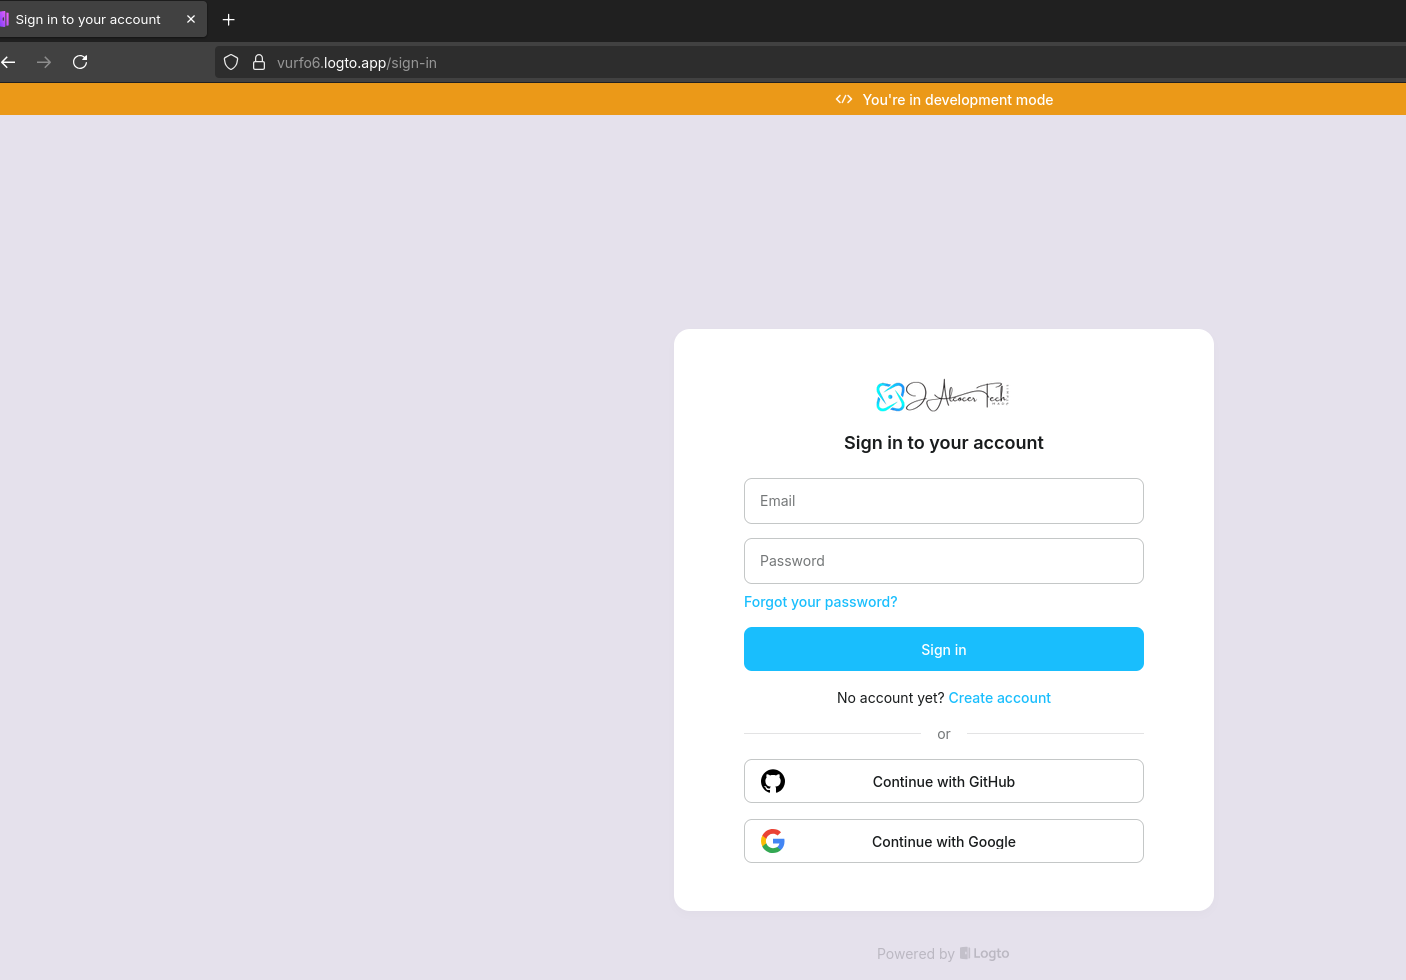 Sign in to your account
vurfo6.logto.app/sign-in
You're in development mode
J Alcocer Tech
Sign in to your account
Email
Password
Forgot your password?
Sign in
No account yet? Create account
or
Continue with GitHub
Continue with Google
Powered by Logto